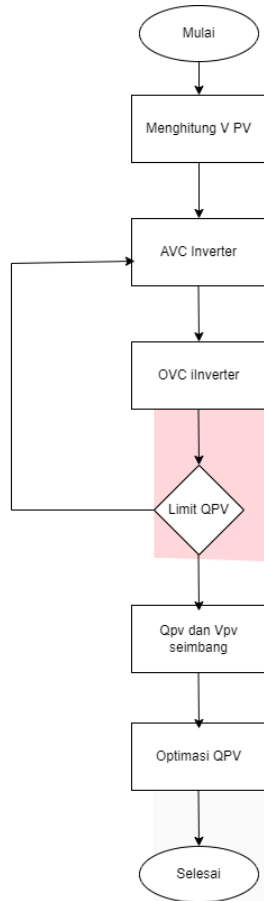 Mulai
Menghitung V PV
AVC Inverter
OVC iInverter
Limit QPV
Qpv dan Vpv
seimbang
Optimasi QPV
Selesai